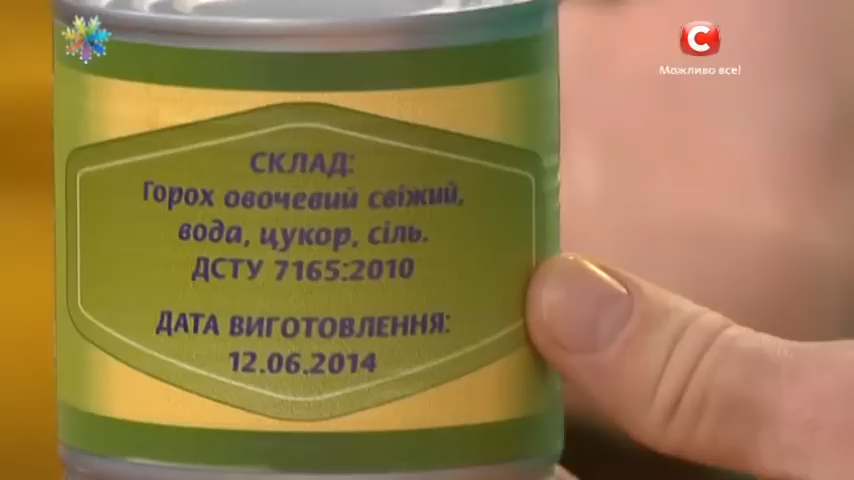 С
Можливо все!
СКЛАД:
Горох овочевий свіжий,
вода, цукор, сіль.
ДСТУ 7165:2010
ДАТА ВИГОТОВЛЕННЯ:
12.06.2014